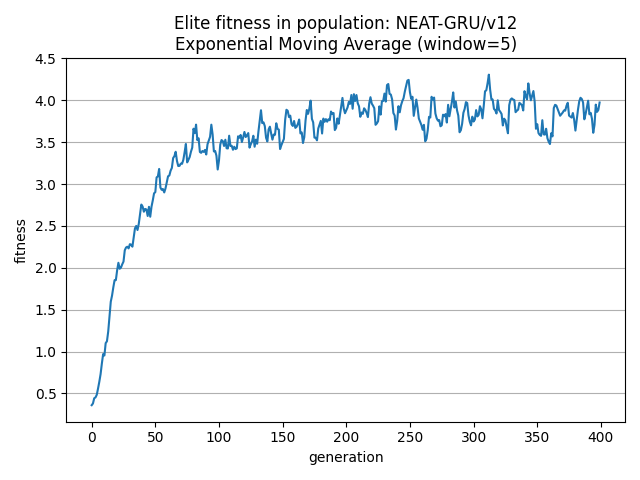 Elite fitness in population: NEAT-GRU/v12
Exponential Moving Average (window=5)
4.5
4.0
3.5
3.0
2.5
2.0
1.5
1.0
0.5
fitness
0 50 100 150 200 250 300 350 400
generation